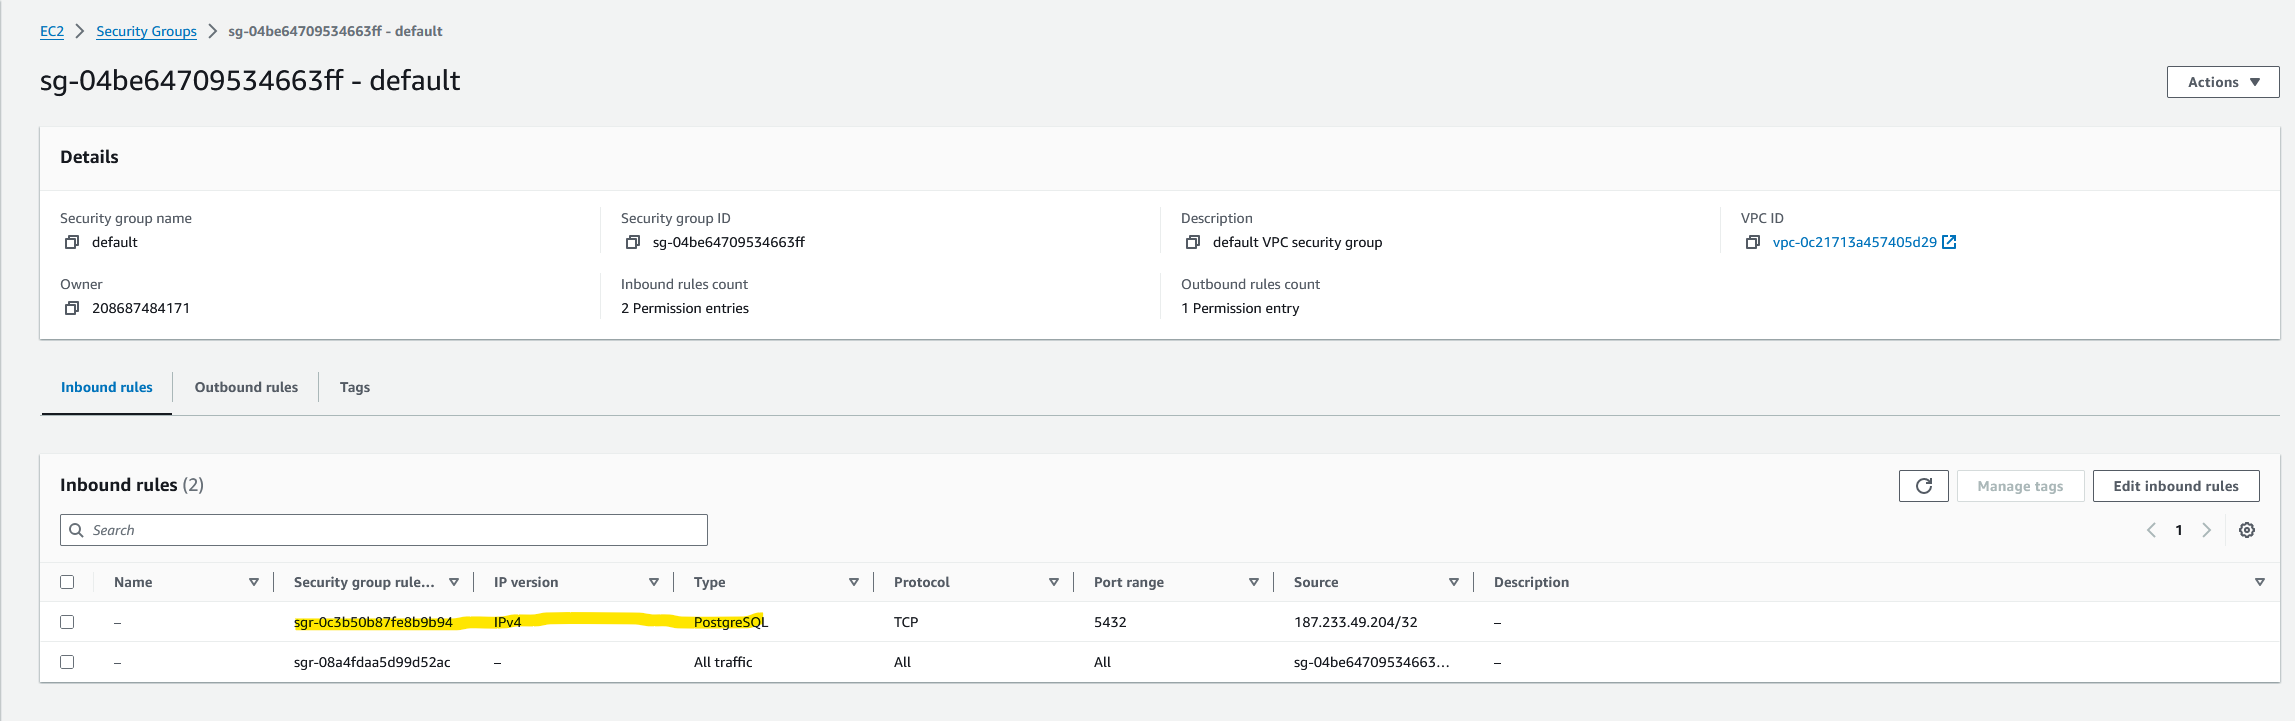 EC2 > Security Groups > sg-04be64709534663ff - default
sg-04be64709534663ff - default
Actions
Details
Security group name
default
Security group ID
sg-04be64709534663ff
Description
default VPC security group
VPC ID
vpc-0c21713a457405d29
Owner
208687484171
Inbound rules count
2 Permission entries
Outbound rules count
1 Permission entry
Inbound rules Outbound rules Tags
Inbound rules (2)
Manage tags Edit inbound rules
Search
1
Name Security group rule... IP version Type Protocol Port range Source Description
– sgr-0c3b50b87fe8b9b94 IPv4 PostgreSQL TCP 5432 187.233.49.204/32 –
– sgr-08a4fdaa5d99d52ac – All traffic All All sg-04be64709534663... –